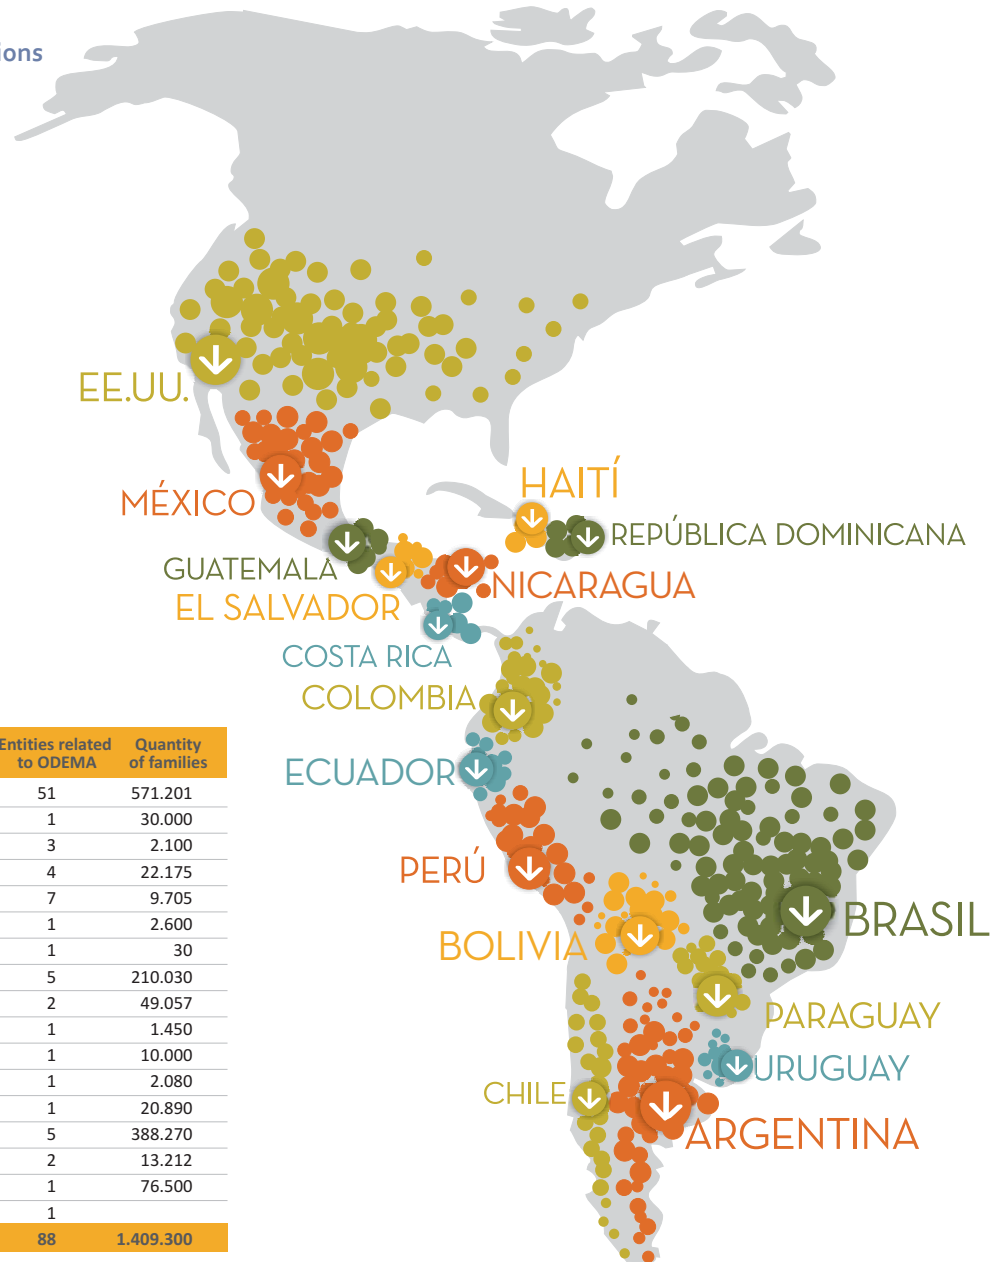 ions
EE.UU.
MÉXICO
HAITÍ
REPÚBLICA DOMINICANA
GUATEMALA
NICARAGUA
EL SALVADOR
COSTA RICA
COLOMBIA
ECUADOR
PERÚ
BRASIL
BOLIVIA
PARAGUAY
URUGUAY
CHILE
ARGENTINA
Entities related Quantity
to ODEMA of families
51 571.201
1 30.000
3 2.100
4 22.175
7 9.705
1 2.600
1 30
5 210.030
2 49.057
1 1.450
1 10.000
1 2.080
1 20.890
5 388.270
2 13.212
1 76.500
1
88 1.409.300